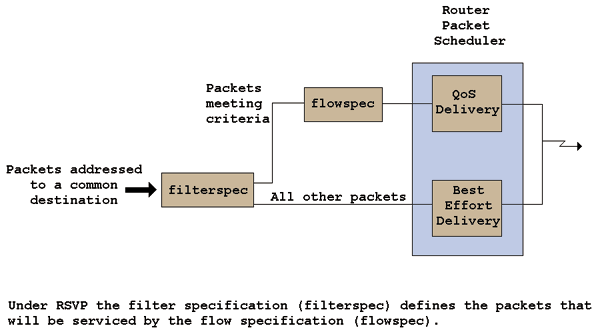 Router
Packet
Scheduler
Packets
meeting
criteria
flowspec
QoS
Delivery
Packets addressed
to a common
destination
filterspec
All other packets
Best
Effort
Delivery
Under RSVP the filter specification (filterspec) defines the packets that
will be serviced by the flow specification (flowspec).